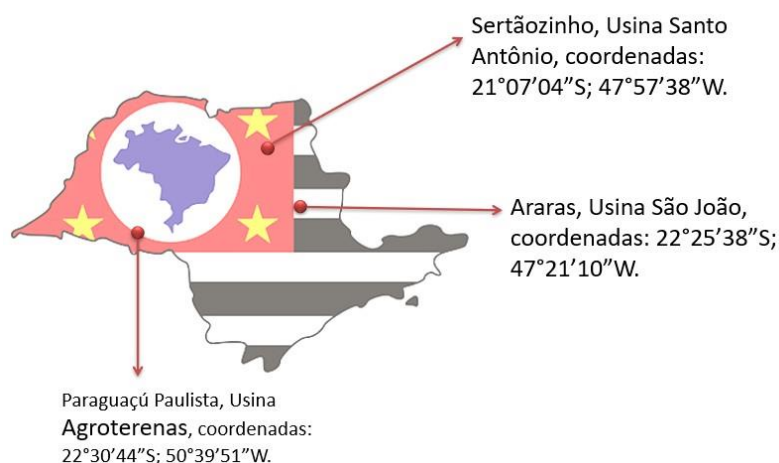 Sertãozinho, Usina Santo
Antônio, coordenadas:
21°07’04”S; 47°57’38”W.
Araras, Usina São João,
coordenadas: 22°25’38”S;
47°21’10”W.
Paraguaçú Paulista, Usina
Agroterenas, coordenadas:
22°30’44”S; 50°39’51”W.